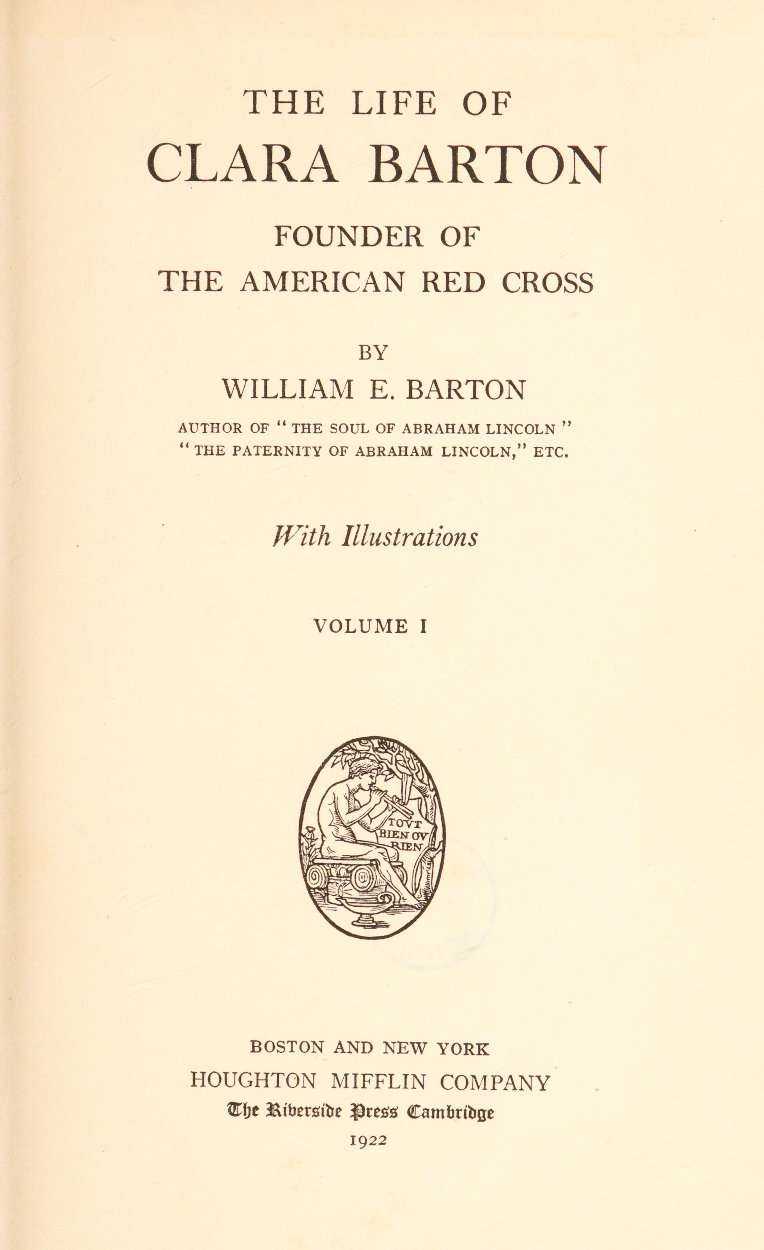 THE LIFE OF
CLARA BARTON
FOUNDER OF
THE AMERICAN RED CROSS
BY
WILLIAM E. BARTON
AUTHOR OF "THE SOUL OF ABRAHAM LINCOLN"
"THE PATERNITY OF ABRAHAM LINCOLN," ETC.
With Illustrations
VOLUME I
TOVT
BIEN OV
RIEN
BOSTON AND NEW YORK
HOUGHTON MIFFLIN COMPANY
The Riverside Press Cambridge
1922